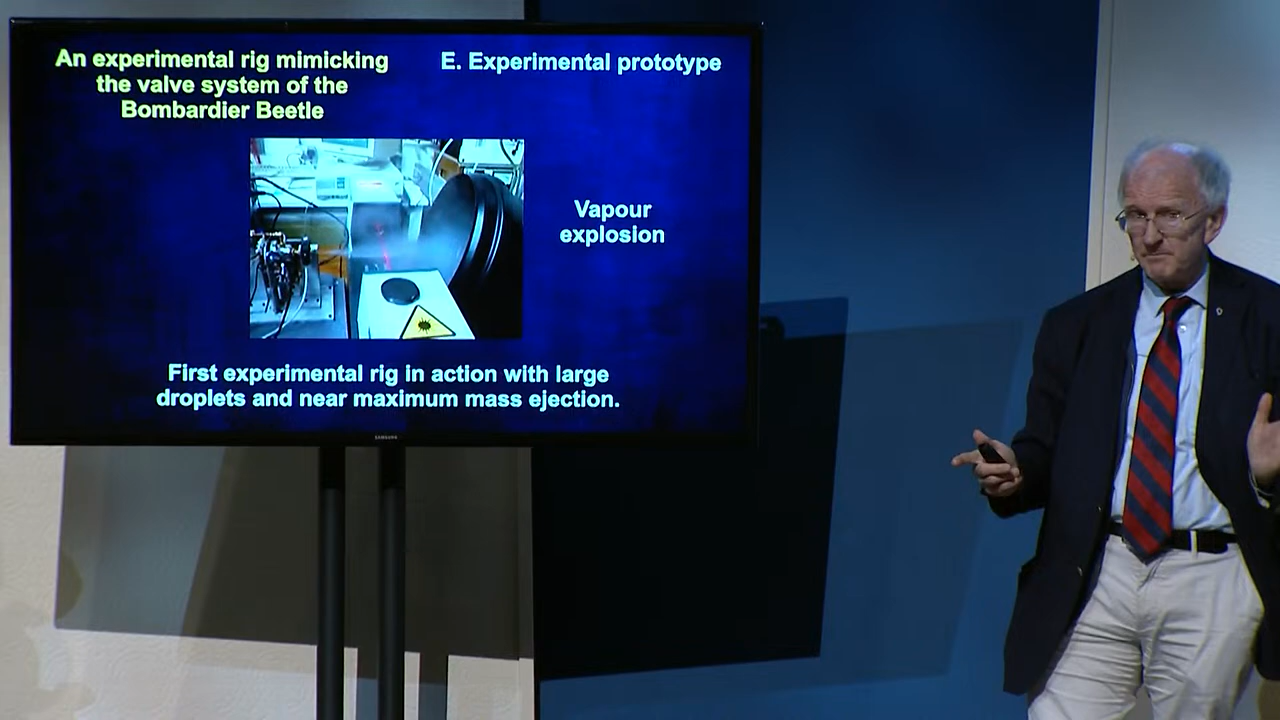 An experimental rig mimicking
the valve system of the
Bombardier Beetle
E. Experimental prototype
Vapour
explosion
First experimental rig in action with large
droplets and near maximum mass ejection.
SAMSUNG